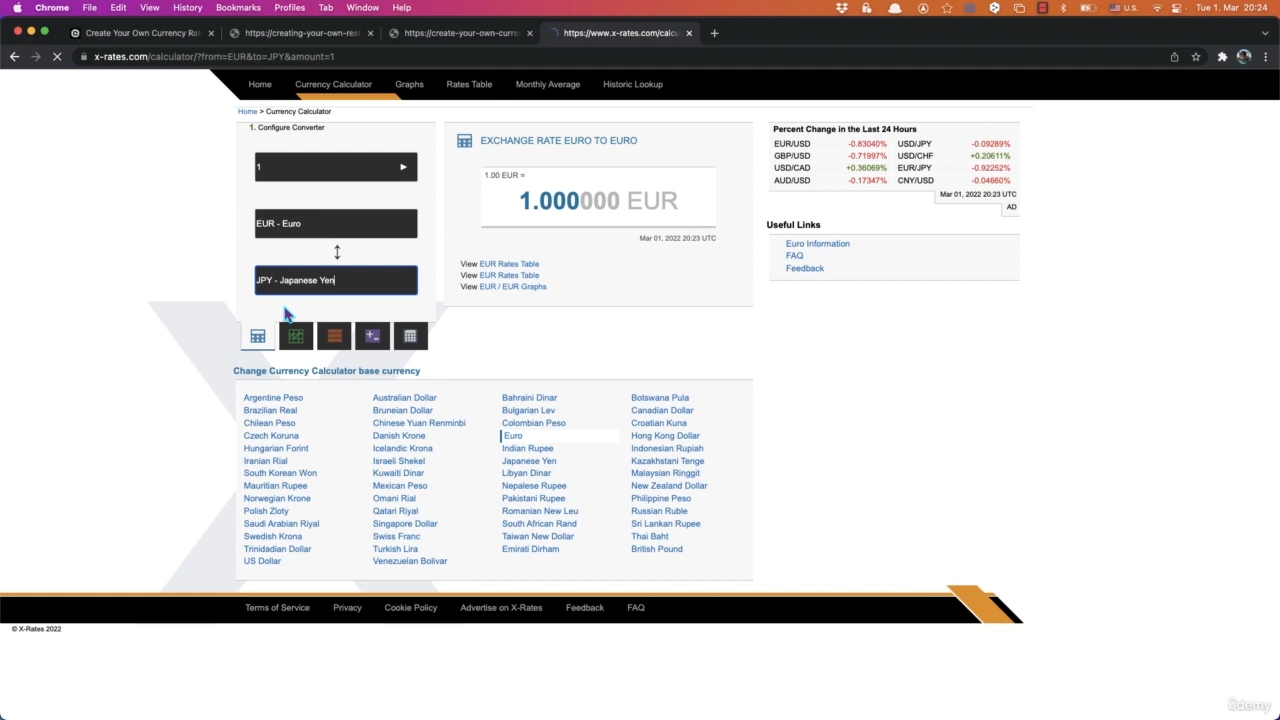 Chrome File Edit View History Bookmarks Profiles Tab Window Help U.S. Tue 1. Mar 20:24
Create Your Own Currency Ra https://creating-your-own-res https://create-your-own-curre https://www.x-rates.com/calcu
x-rates.com/calculator/?from=EUR&to=JPY&amount=1
Home Currency Calculator Graphs Rates Table Monthly Average Historic Lookup
Home > Currency Calculator
1. Configure Converter
1
EUR - Euro
JPY - Japanese Yen
EXCHANGE RATE EURO TO EURO
1.00 EUR =
1.000000 EUR
Mar 01, 2022 20:23 UTC
View EUR Rates Table
View EUR Rates Table
View EUR / EUR Graphs
Percent Change in the Last 24 Hours
EUR/USD -0.83040% USD/JPY -0.09289%
GBP/USD -0.71997% USD/CHF +0.20611%
USD/CAD +0.36069% EUR/JPY -0.92252%
AUD/USD -0.17347% CNY/USD -0.04660%
Mar 01, 2022 20:23 UTC
AD
Useful Links
Euro Information
FAQ
Feedback
Change Currency Calculator base currency
Argentine Peso Australian Dollar Bahraini Dinar Botswana Pula
Brazilian Real Bruneian Dollar Bulgarian Lev Canadian Dollar
Chilean Peso Chinese Yuan Renminbi Colombian Peso Croatian Kuna
Czech Koruna Danish Krone Euro Hong Kong Dollar
Hungarian Forint Icelandic Krona Indian Rupee Indonesian Rupiah
Iranian Rial Israeli Shekel Japanese Yen Kazakhstani Tenge
South Korean Won Kuwaiti Dinar Libyan Dinar Malaysian Ringgit
Mauritian Rupee Mexican Peso Nepalese Rupee New Zealand Dollar
Norwegian Krone Omani Rial Pakistani Rupee Philippine Peso
Polish Zloty Qatari Riyal Romanian New Leu Russian Ruble
Saudi Arabian Riyal Singapore Dollar South African Rand Sri Lankan Rupee
Swedish Krona Swiss Franc Taiwan New Dollar Thai Baht
Trinidadian Dollar Turkish Lira Emirati Dirham British Pound
US Dollar Venezuelan Bolivar
Terms of Service Privacy Cookie Policy Advertise on X-Rates Feedback FAQ
© X-Rates 2022
ûdemy